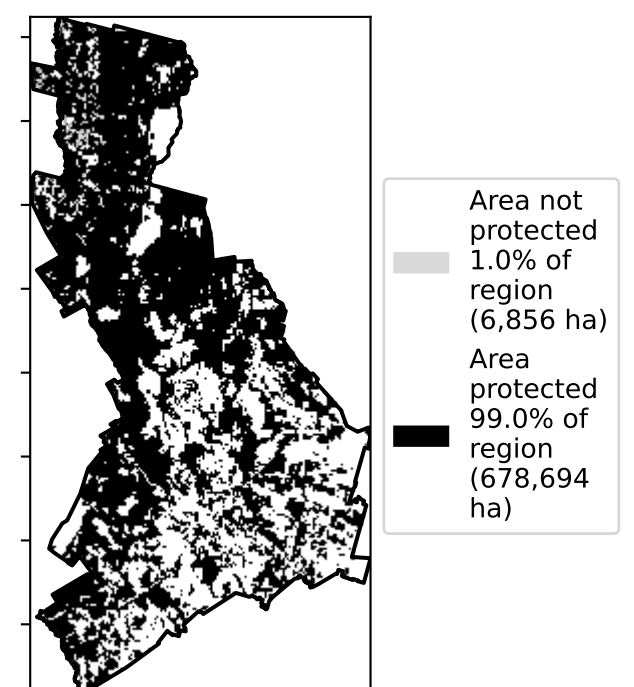 Area not
protected
1.0% of
region
(6,856 ha)
Area
protected
99.0% of
region
(678,694
ha)